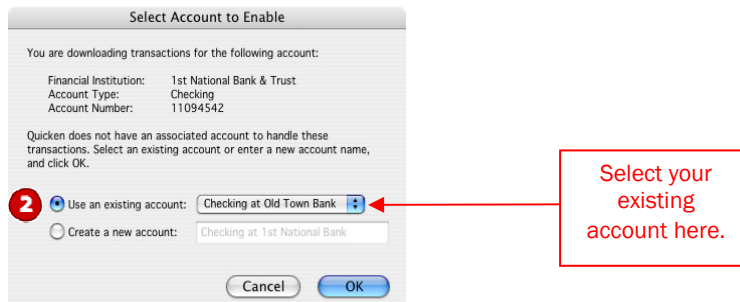 Select Account to Enable
You are downloading transactions for the following account:
Financial Institution: 1st National Bank & Trust
Account Type: Checking
Account Number: 11094542
Quicken does not have an associated account to handle these
transactions. Select an existing account or enter a new account name,
and click OK.
2 Use an existing account: Checking at Old Town Bank
Create a new account: Checking at 1st National Bank
Cancel OK
Select your
existing
account here.